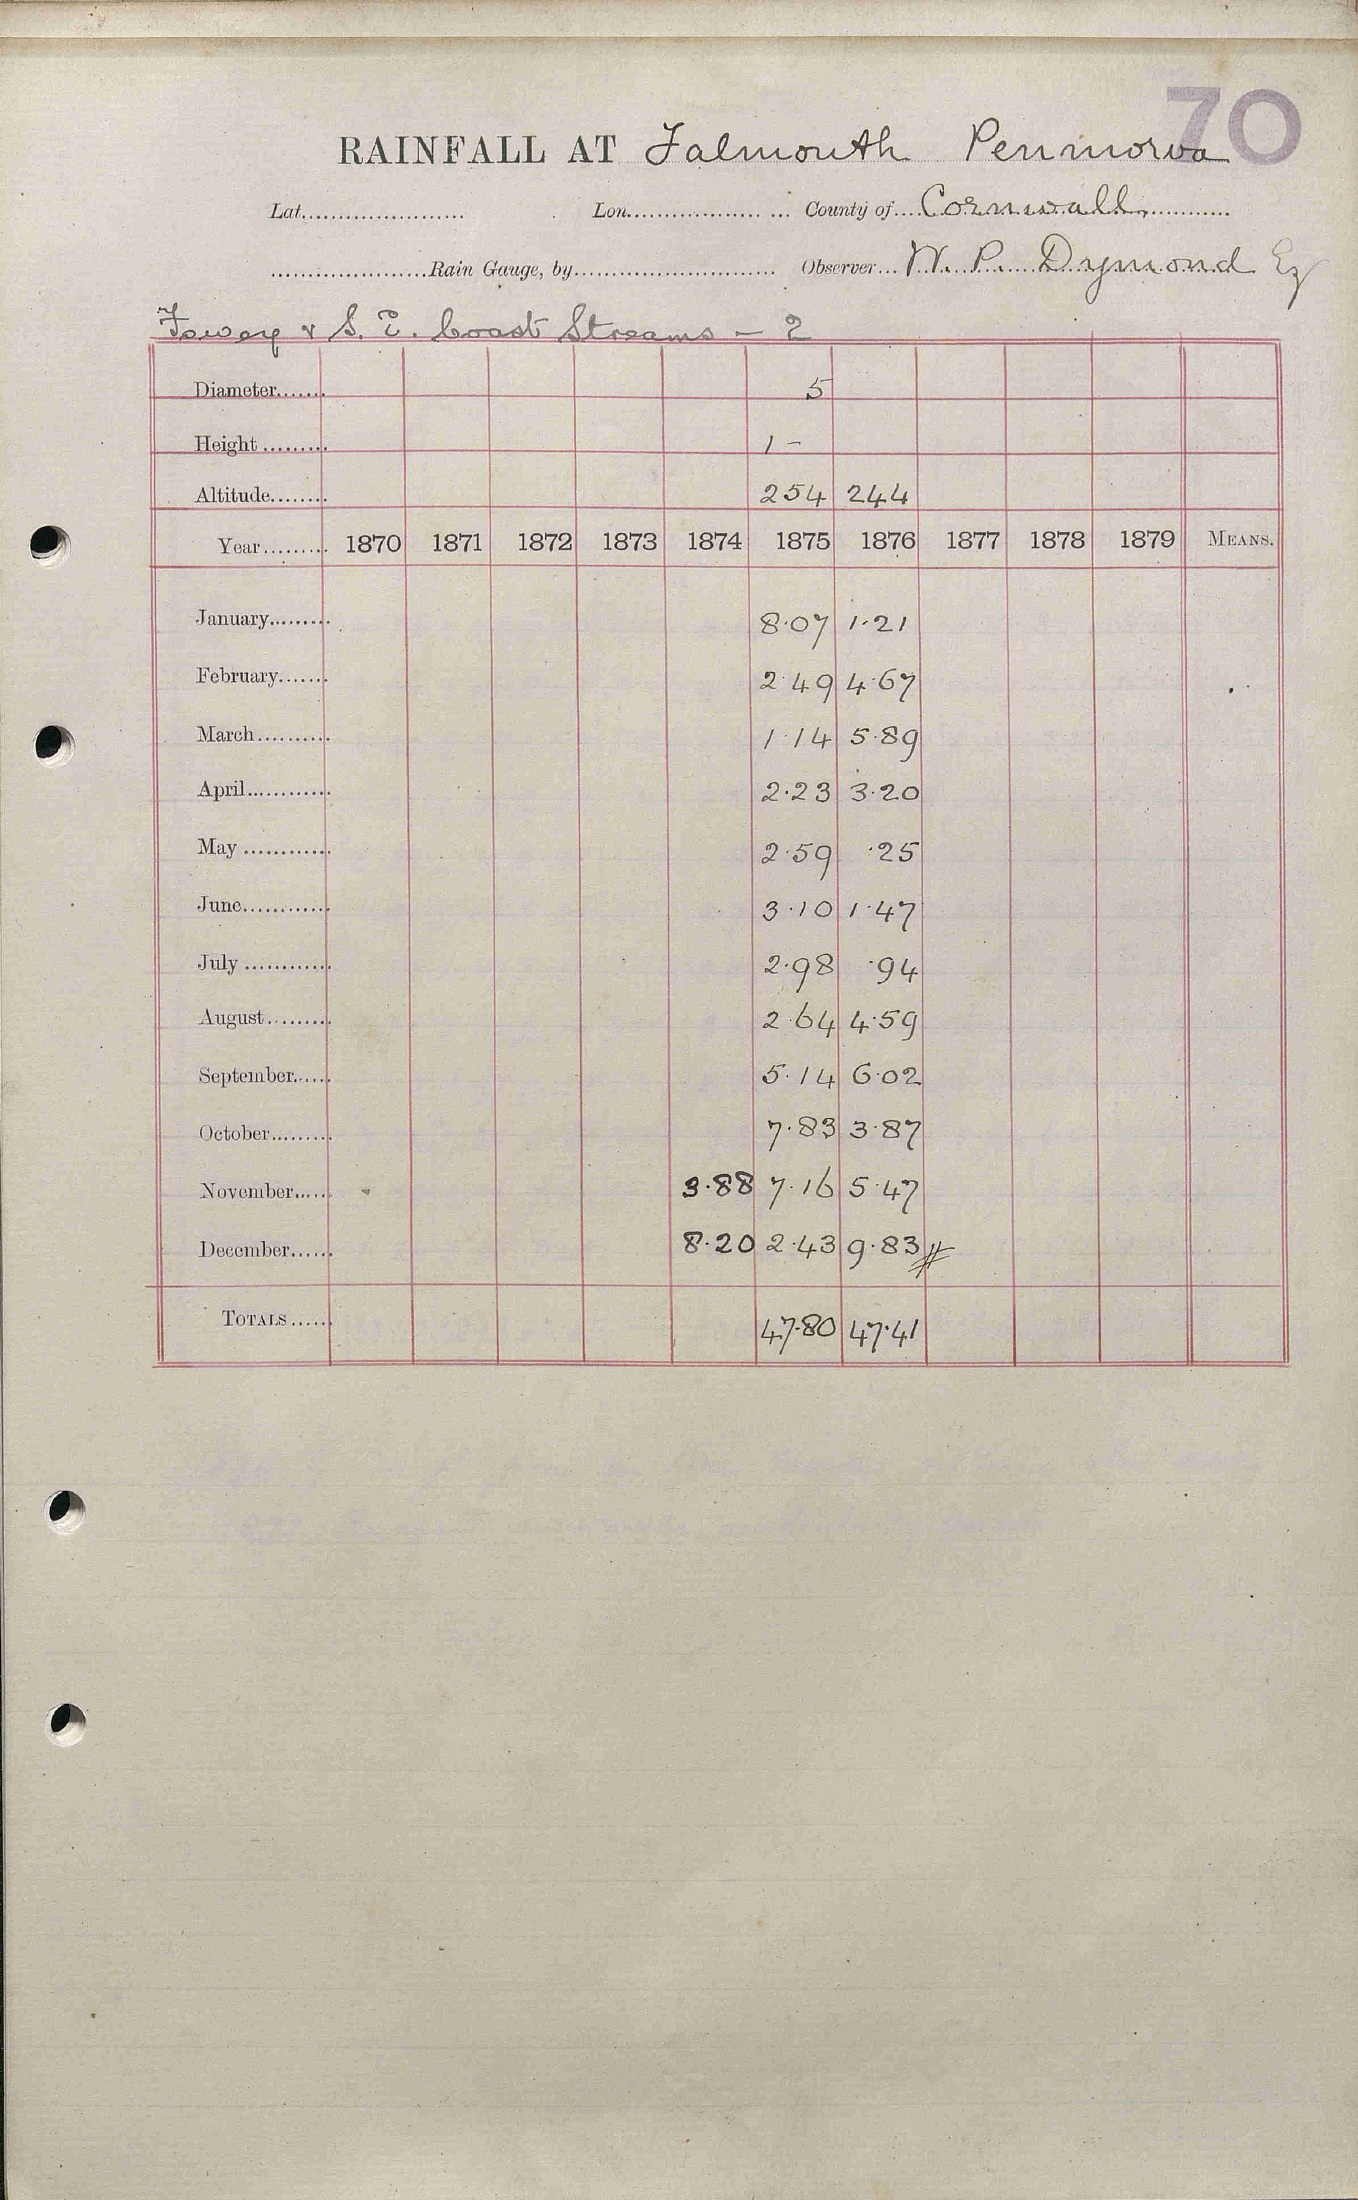 70
RAINFALL AT Falmouth Penmorva
Lat...................... Lon..................... County of....Cornwall............
.....................Rain Gauge, by........................... Observer...W. P. Dymond Esq
Fowey & S. E. Coast Streams - 2
Diameter....... 5
Height......... 1 -
Altitude........ 254 244
Year......... 1870 1871 1872 1873 1874 1875 1876 1877 1878 1879 MEANS.
January......... 8.07 1.21
February....... 2.49 4.67
March.......... 1.14 5.89
April............ 2.23 3.20
May ............ 2.59 .25
June............ 3.10 1.47
July ............ 2.98 .94
August......... 2.64 4.59
September...... 5.14 6.02
October......... 7.83 3.87
November...... 3.88 7.16 5.47
December...... 8.20 2.43 9.83 #
TOTALS...... 47.80 47.41